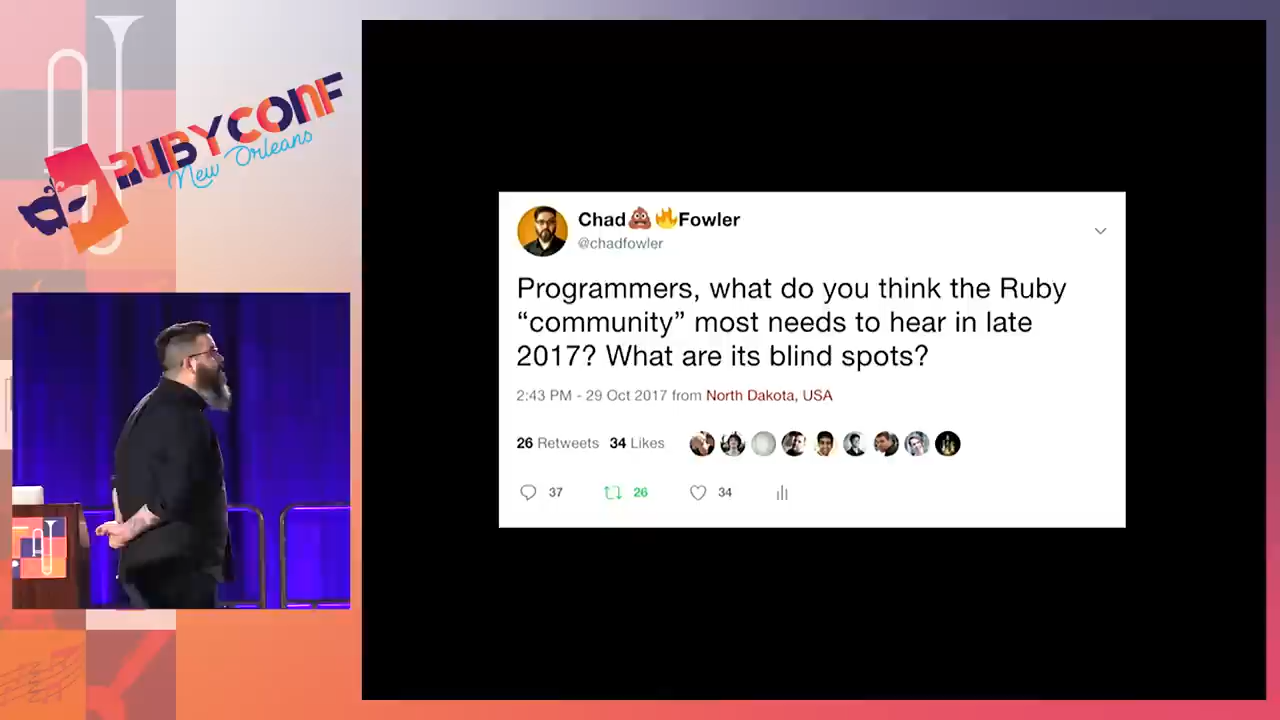 RUBYCONF
New Orleans
Chad💩🔥Fowler
@chadfowler
Programmers, what do you think the Ruby
“community” most needs to hear in late
2017? What are its blind spots?
2:43 PM - 29 Oct 2017 from North Dakota, USA
26 Retweets 34 Likes
37 26 34